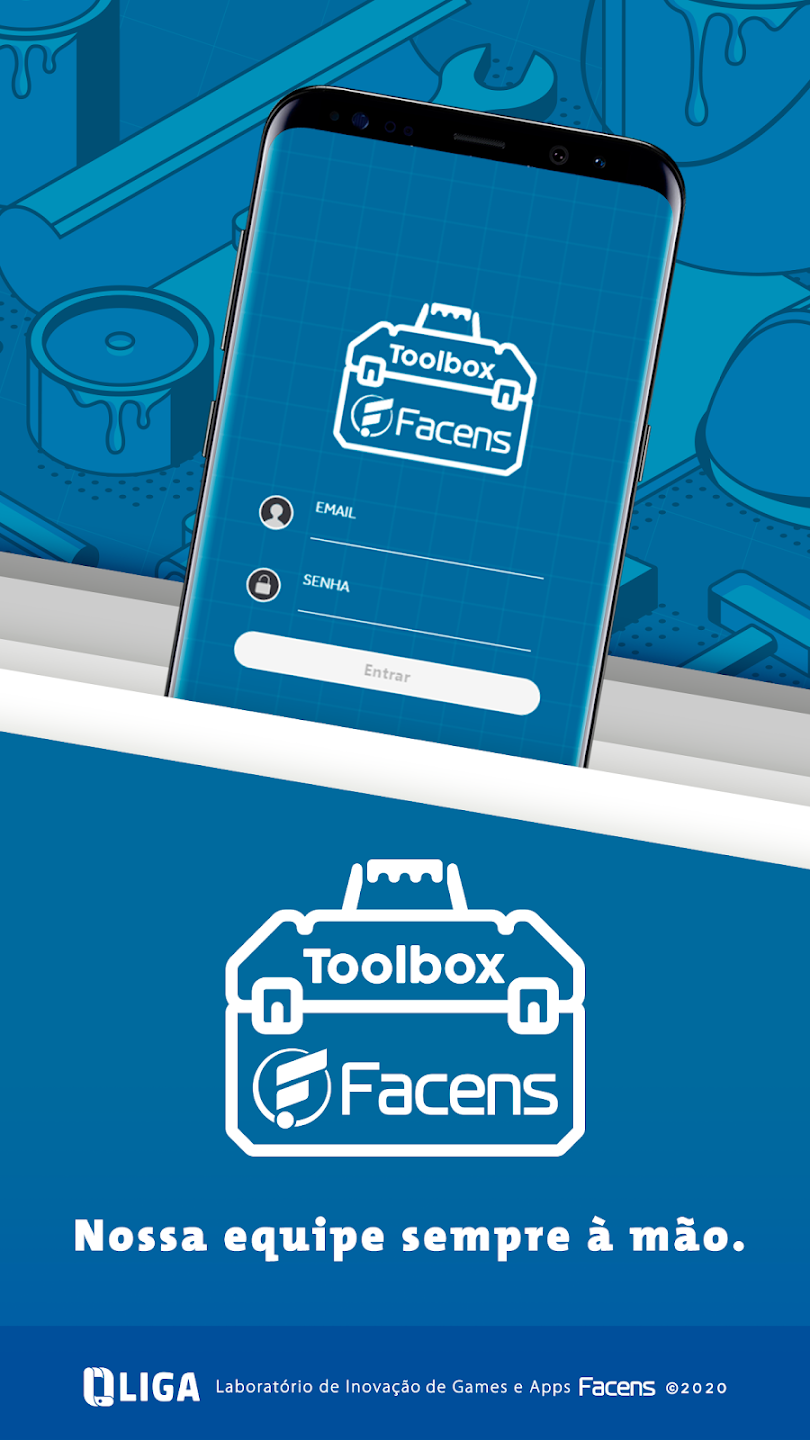 Toolbox
Facens
EMAIL
SENHA
Entrar
Toolbox
Facens
Nossa equipe sempre à mão.
LIGA Laboratório de Inovação de Games e Apps Facens ©2020